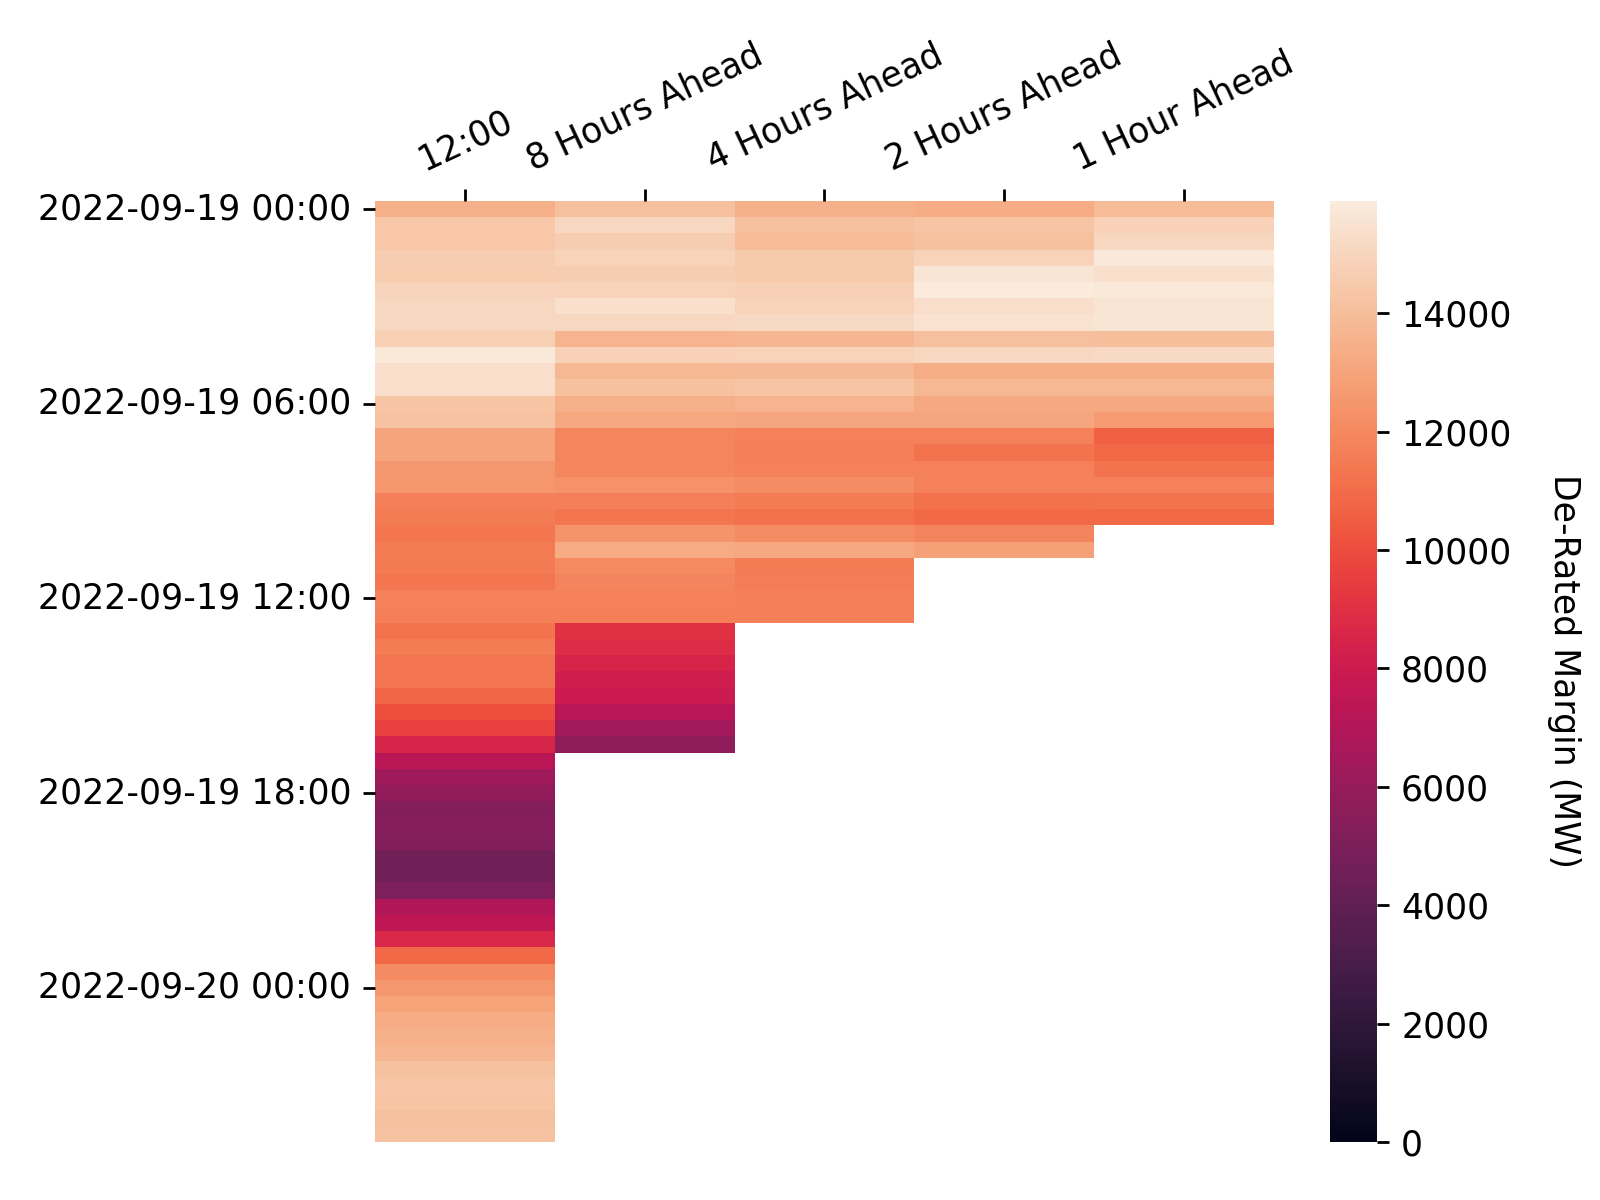 12:00
8 Hours Ahead
4 Hours Ahead
2 Hours Ahead
1 Hour Ahead
2022-09-19 00:00
2022-09-19 06:00
2022-09-19 12:00
2022-09-19 18:00
2022-09-20 00:00
14000
12000
10000
8000
6000
4000
2000
0
De-Rated Margin (MW)